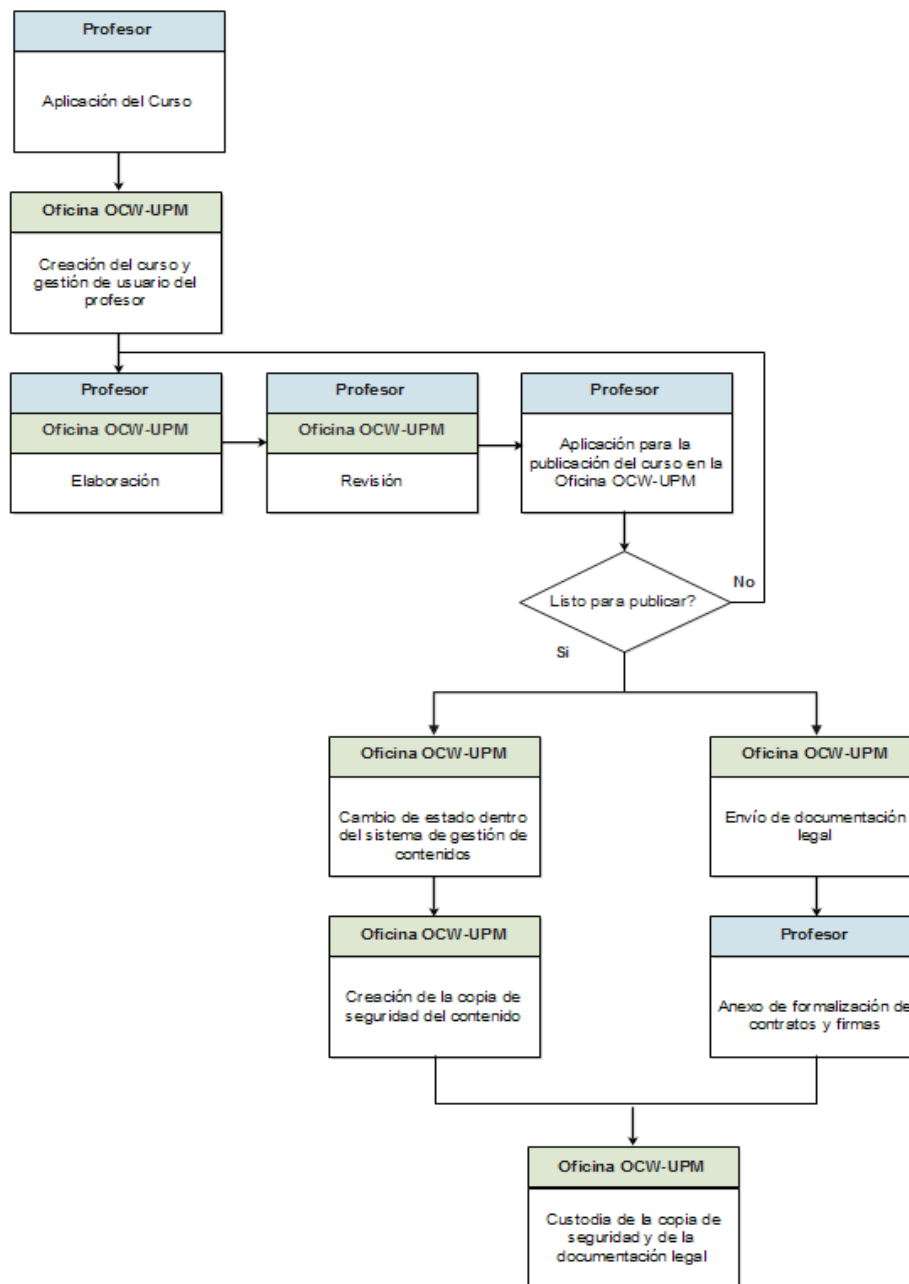 Profesor
Aplicación del Curso
Oficina OCW-UPM
Creación del curso y
gestión de usuario del
profesor
Profesor
Oficina OCW-UPM
Elaboración
Profesor
Oficina OCW-UPM
Revisión
Profesor
Aplicación para la
publicación del curso en la
Oficina OCW-UPM
Listo para publicar?
No
Si
Oficina OCW-UPM
Cambio de estado dentro
del sistema de gestión de
contenidos
Oficina OCW-UPM
Envío de documentación
legal
Oficina OCW-UPM
Creación de la copia de
seguridad del contenido
Profesor
Anexo de formalización de
contratos y firmas
Oficina OCW-UPM
Custodia de la copia de
seguridad y de la
documentación legal